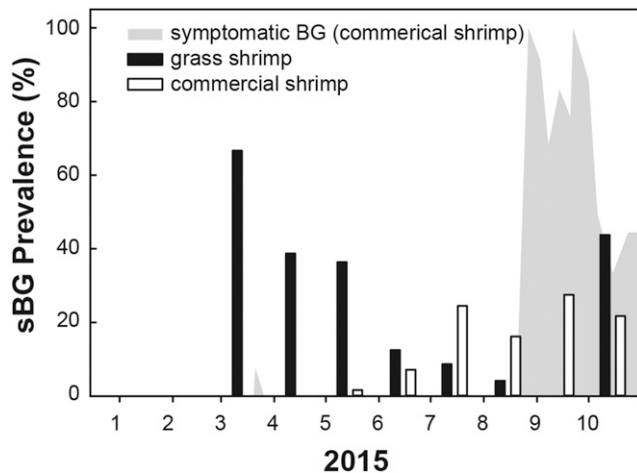 symptomatic BG (commerical shrimp)
grass shrimp
commercial shrimp
sBG Prevalence (%)
100
80
60
40
20
0
1 2 3 4 5 6 7 8 9 10
2015